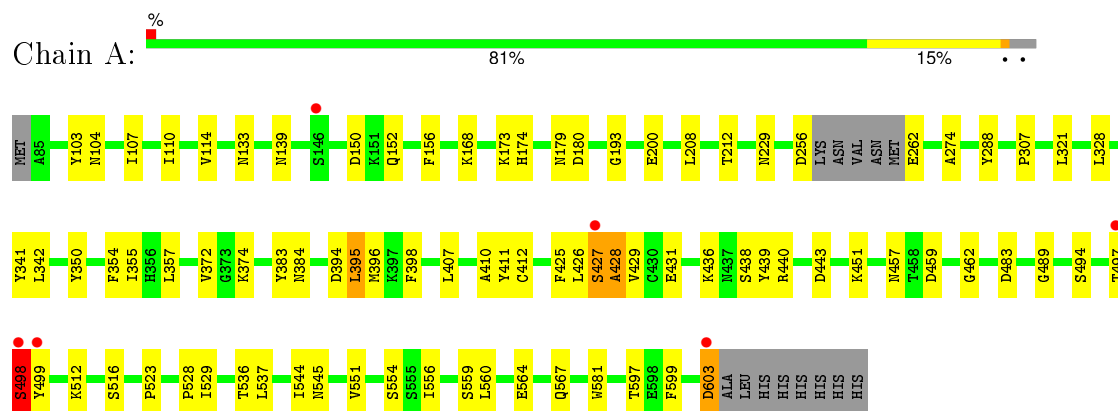 %
Chain A:
81% 15% • •
MET A85 Y103 N104 I107 I110 V114 N133 N139 S146 D150 K151 Q152 F156 K168 K173 H174 N179 D180 G193 E200 L208 T212 N229 D256 LYS ASN VAL ASN MET E262 A274 Y288 P307 L321 L328
Y341 L342 Y350 F354 I355 H356 L357 V372 G373 K374 Y383 N384 D394 L395 M396 K397 F398 L407 A410 Y411 C412 F425 L426 S427 A428 V429 C430 E431 K436 N437 S438 Y439 R440 D443 K451 N457 T458 D459 G462 D483 G489 S494 T497
S498 Y499 K512 S516 P523 P528 I529 T536 L537 I544 N545 V551 S554 S555 I556 S559 L560 E564 Q567 W581 T597 E598 F599 D603 ALA LEU HIS HIS HIS HIS HIS HIS